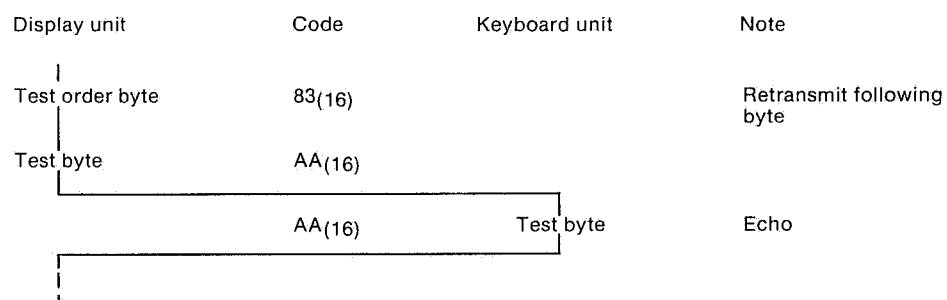 Display unit Code Keyboard unit Note
Test order byte 83(16) Retransmit following
byte
Test byte AA(16)
AA(16) Test byte Echo